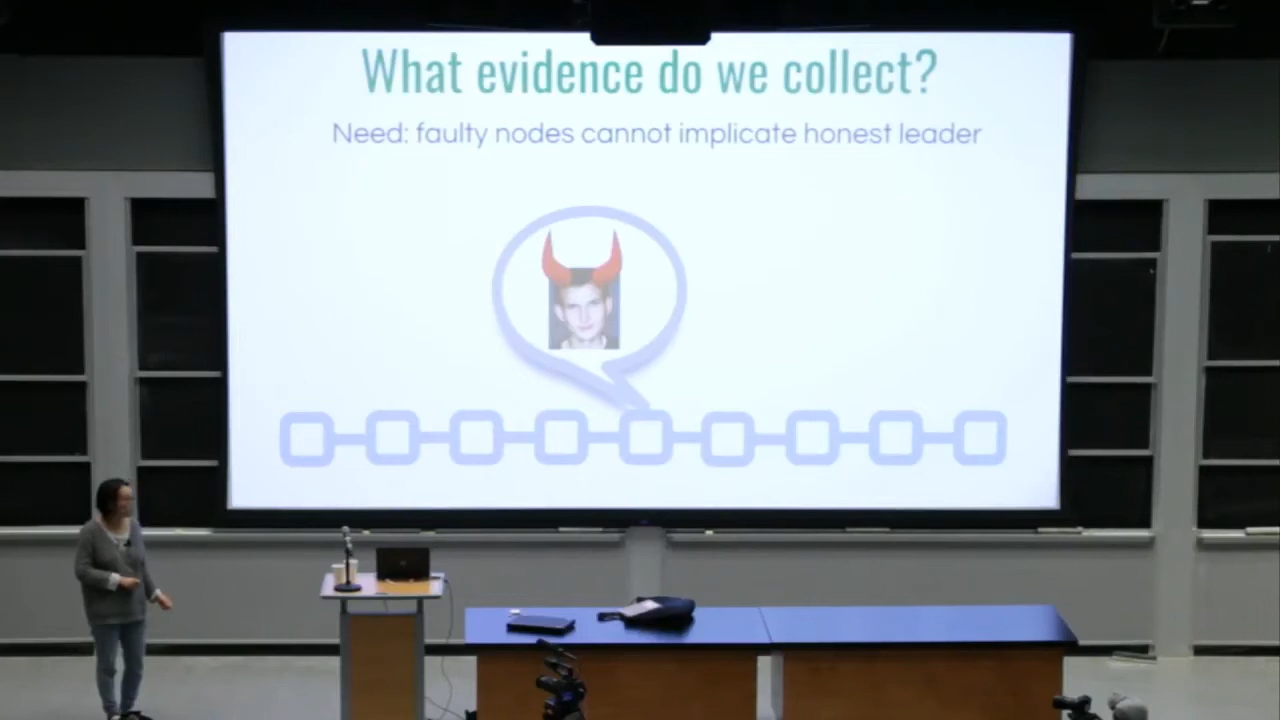 What evidence do we collect?
Need: faulty nodes cannot implicate honest leader